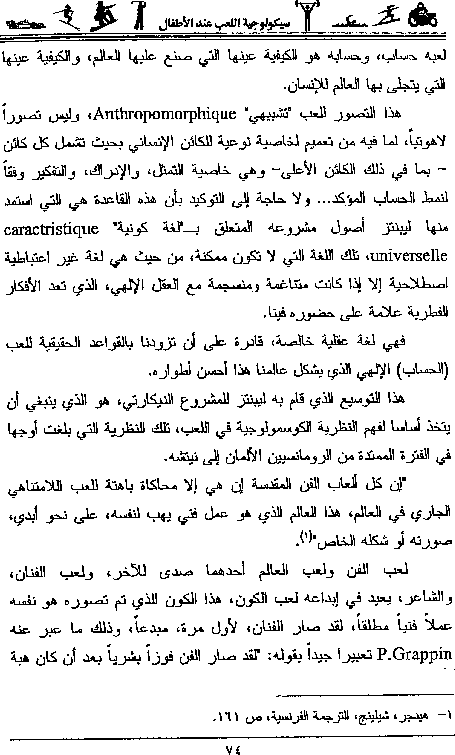 سيكولوجية اللعب عند الأطفال
لعبه حساب، وحسابه هو الكيفية عينها التي صنع عليها العالم، والكيفية عينها
التي يتجلى بها العالم للإنسان.
هذا التصور للعب "تشبيهي" Anthropomorphique، وليس تصوراً
لاهوتياً، لما فيه من تعميم لخاصية نوعية للكائن الإنساني بحيث تشمل كل كائن
- بما في ذلك الكائن الأعلى- وهي خاصية التمثل، والإدراك، والتفكير وفقاً
لنمط الحساب المؤكد... ولا حاجة إلى التوكيد بأن هذه القاعدة هي التي استمد
منها ليبنتز أصول مشروعه المتعلق بـ"لغة كونية" caractristique
universelle، تلك اللغة التي لا تكون ممكنة، من حيث هي لغة غير اعتباطية
اصطلاحية إلا إذا كانت متناغمة ومنسجمة مع العقل الإلهي، الذي تعد الأفكار
الفطرية علامة على حضوره فينا.
فهي لغة عقلية خالصة، قادرة على أن تزودنا بالقواعد الحقيقية للعب
(الحساب) الإلهي الذي يشكل عالمنا هذا أحسن أطواره.
هذا التوسيع الذي قام به ليبنتز للمشروع الديكارتي، هو الذي ينبغي أن
يتخذ أساسا لفهم النظرية الكوسمولوجية في اللعب، تلك النظرية التي بلغت أوجها
في الفترة الممتدة من الرومانسيين الألمان إلى نيتشه.
"إن كل ألعاب الفن المقدسة إن هي إلا محاكاة باهتة للعب اللامتناهي
الجاري في العالم، هذا العالم الذي هو عمل فني يهب لنفسه، على نحو أبدي،
صورته أو شكله الخاص"(١).
لعب الفن ولعب العالم أحدهما صدى للآخر، ولعب الفنان،
والشاعر، يعيد في إبداعه لعب الكون، هذا الكون للذي تم تصوره هو نفسه
عملاً فنياً مطلقاً، لقد صار الفنان، لأول مرة، مبدعاً، وذلك ما عبر عنه
P.Grappin تعبيرا جيداً بقوله: "لقد صار الفن فوزاً بشرياً بعد أن كان هبة
١- هيدجر، شيلينج، الترجمة الفرنسية، ص ١٦١.
٧٤